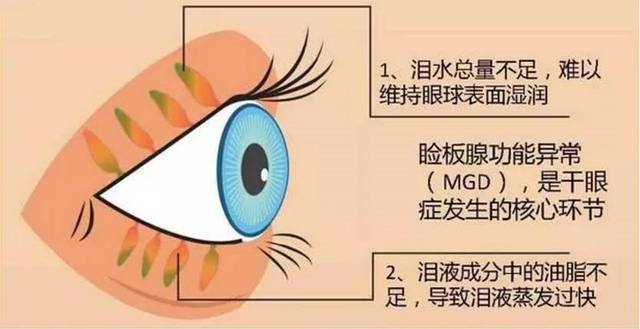 1、泪水总量不足，难以
维持眼球表面湿润
睑板腺功能异常
（MGD），是干眼
症发生的核心环节
2、泪液成分中的油脂不
足，导致泪液蒸发过快